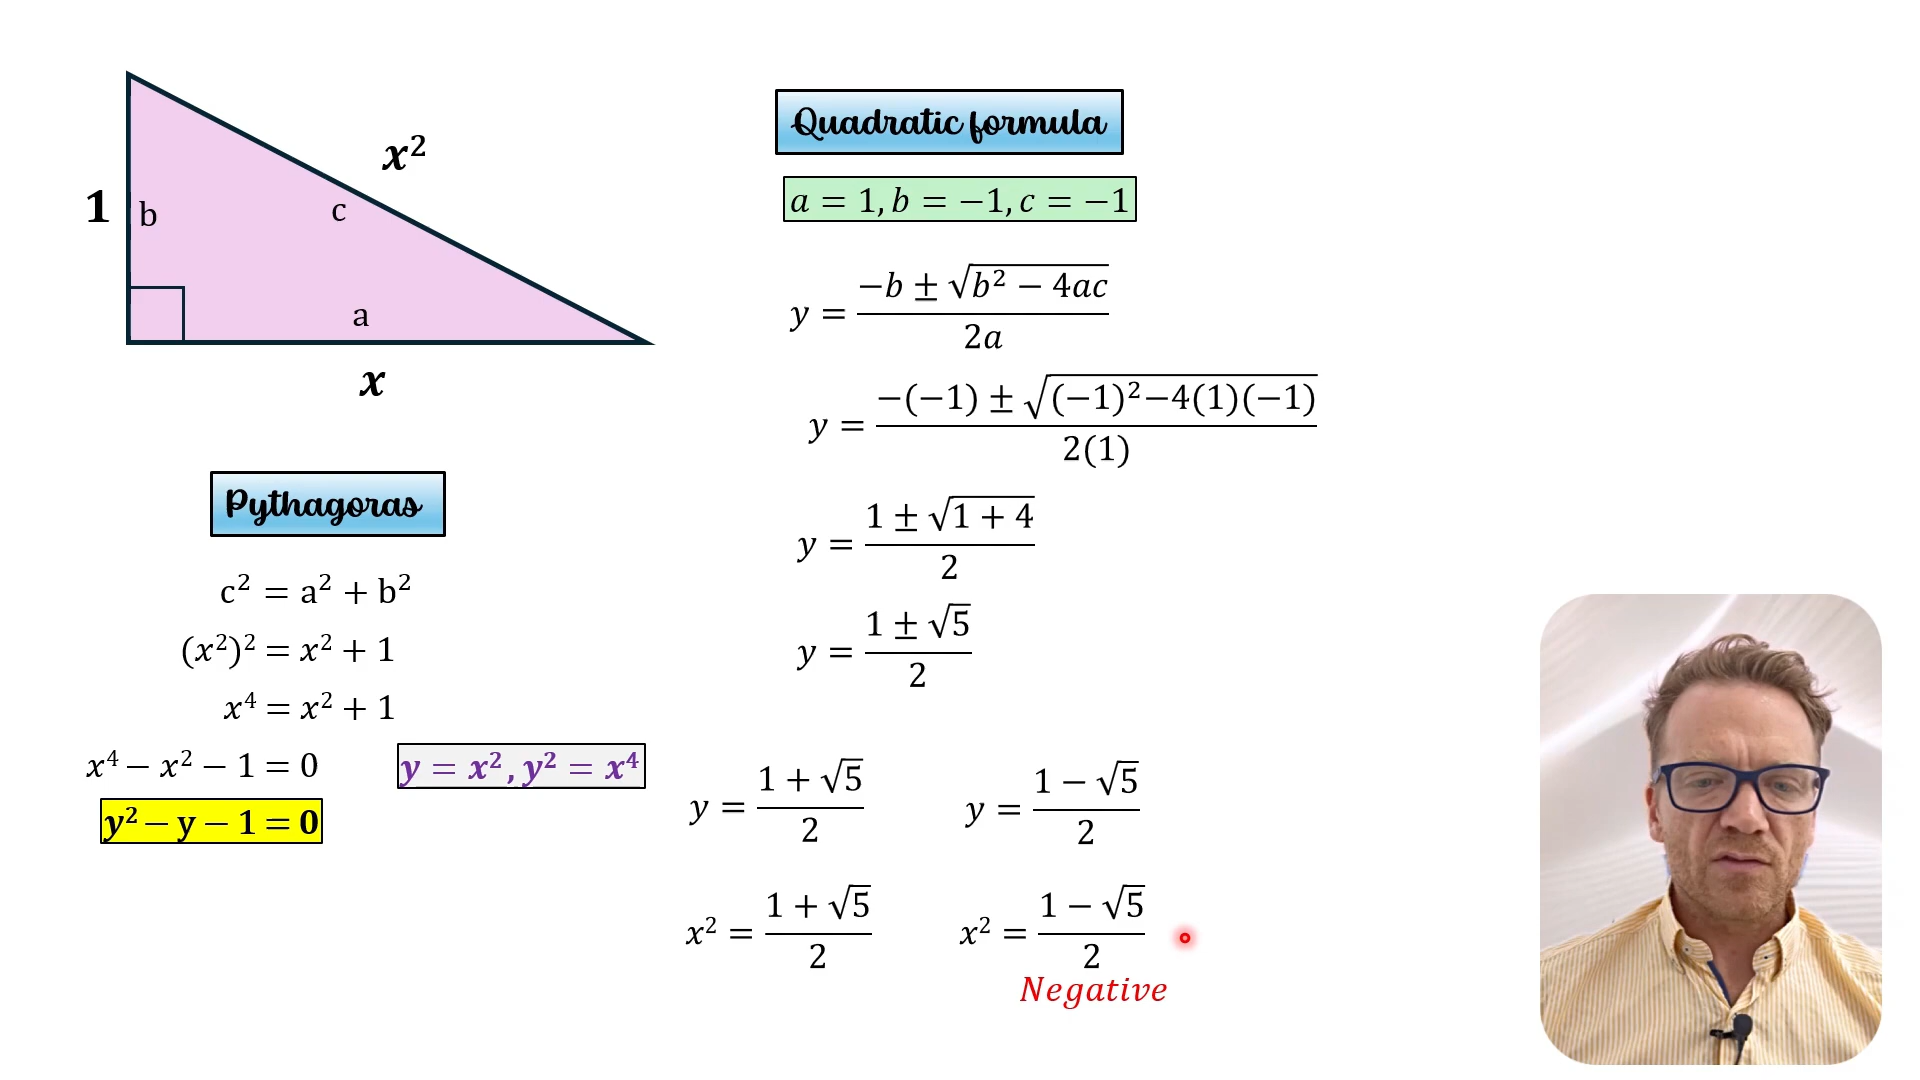 x²
1
b
c
a
x
Pythagoras
c² = a² + b²
(x²)² = x² + 1
x⁴ = x² + 1
x⁴ − x² − 1 = 0
y = x², y² = x⁴
y² − y − 1 = 0
Quadratic formula
a = 1, b = −1, c = −1
y = (−b ± √(b² − 4ac)) / 2a
y = (−(−1) ± √((−1)²−4(1)(−1))) / 2(1)
y = (1 ± √(1 + 4)) / 2
y = (1 ± √5) / 2
y = (1 + √5) / 2
y = (1 − √5) / 2
x² = (1 + √5) / 2
x² = (1 − √5) / 2
Negative